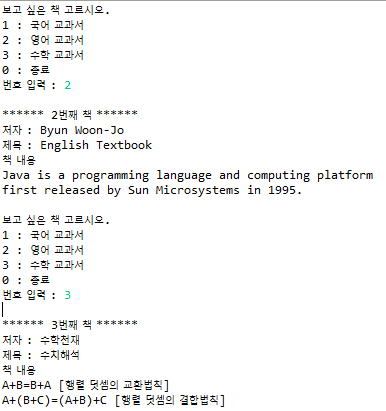 보고 싶은 책 고르시오.
1 : 국어 교과서
2 : 영어 교과서
3 : 수학 교과서
0 : 종료
번호 입력 : 2
****** 2번째 책 ******
저자 : Byun Woon-Jo
제목 : English Textbook
책 내용
Java is a programming language and computing platform
first released by Sun Microsystems in 1995.
보고 싶은 책 고르시오.
1 : 국어 교과서
2 : 영어 교과서
3 : 수학 교과서
0 : 종료
번호 입력 : 3
****** 3번째 책 ******
저자 : 수학천재
제목 : 수치해석
책 내용
A+B=B+A [행렬 덧셈의 교환법칙]
A+(B+C)=(A+B)+C [행렬 덧셈의 결합법칙]